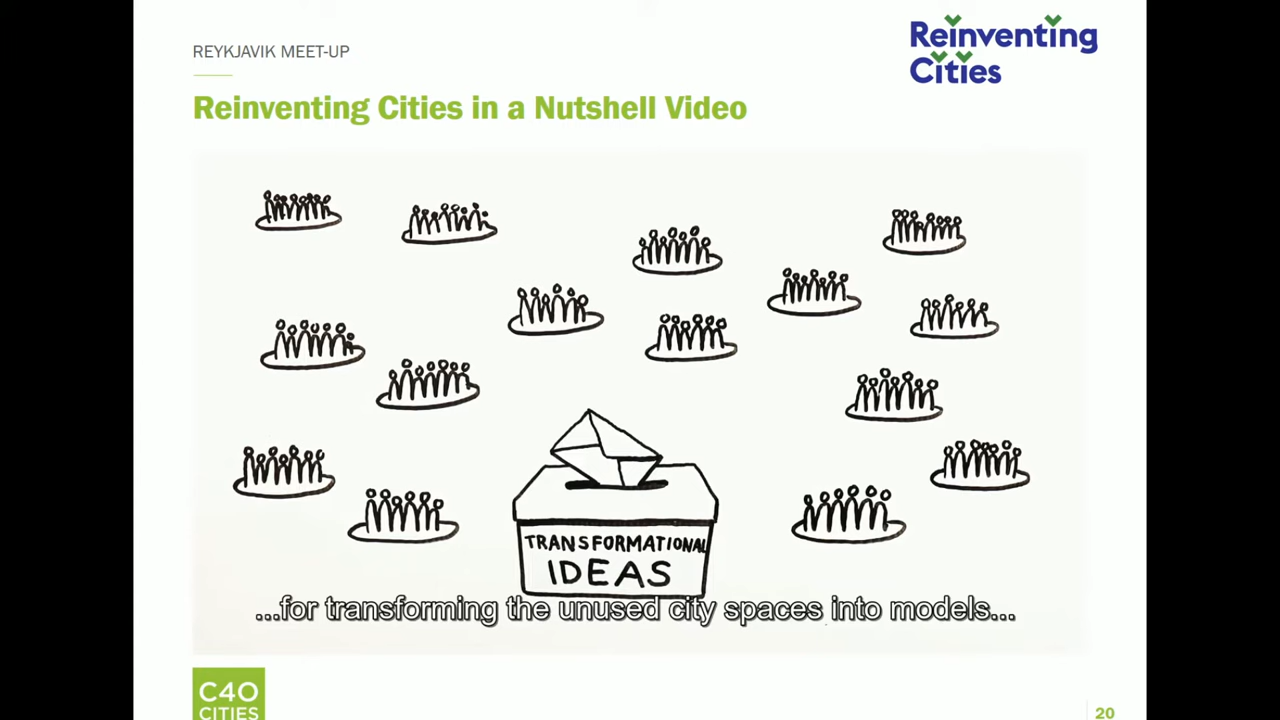 REYKJAVIK MEET-UP
Reinventing
Cities
Reinventing Cities in a Nutshell Video
TRANSFORMATIONAL
IDEAS
...for transforming the unused city spaces into models...
C40
CITIES
20